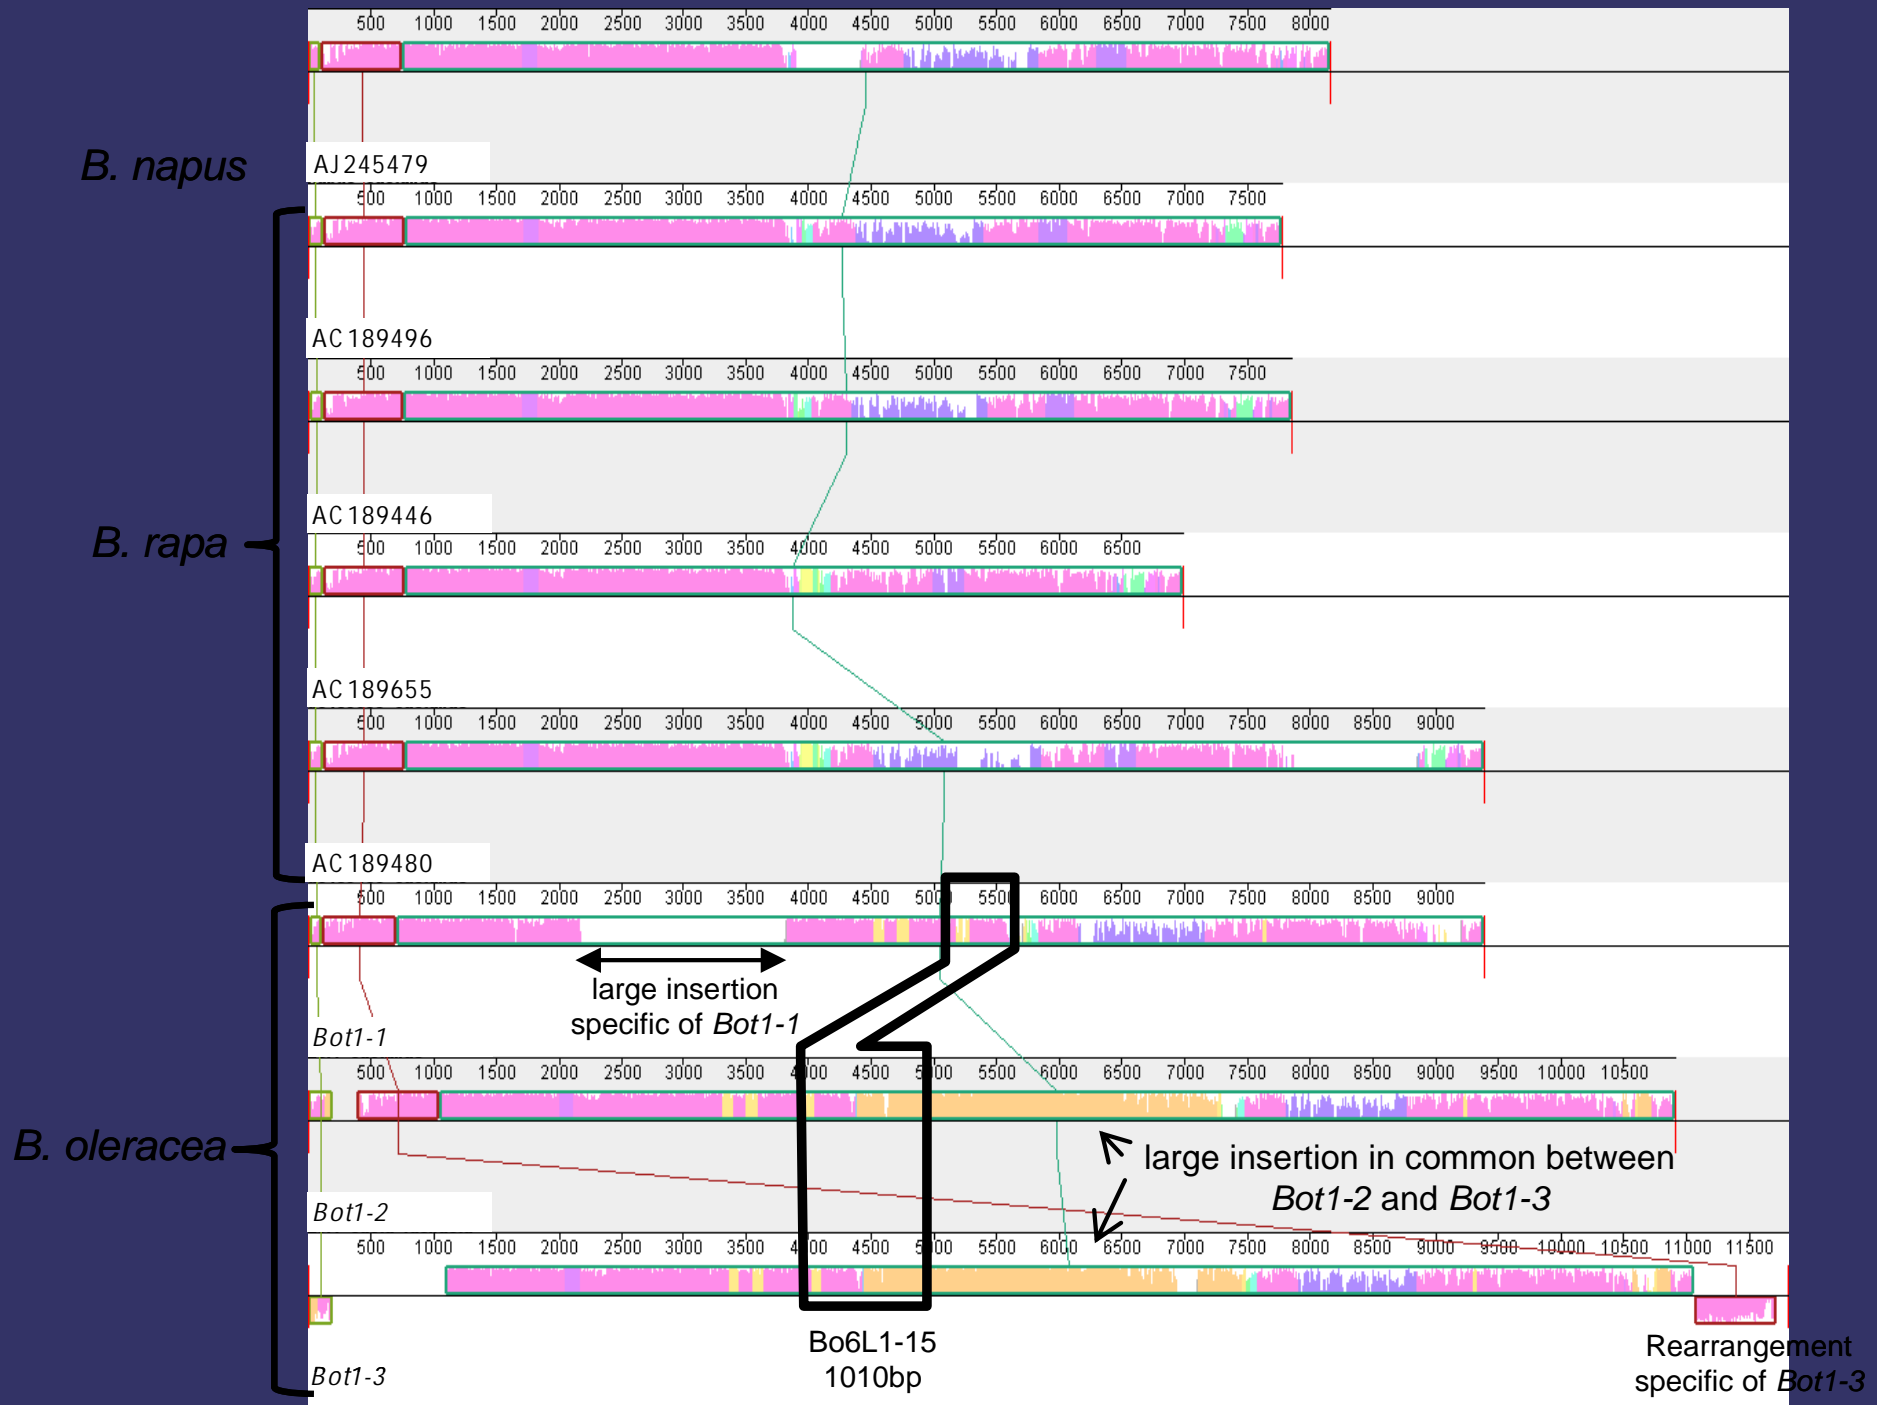 500 1000 1500 2000 2500 3000 3500 4000 4500 5000 5500 6000 6500 7000 7500 8000
B. napus
AJ245479
500 1000 1500 2000 2500 3000 3500 4000 4500 5000 5500 6000 6500 7000 7500
AC189496
500 1000 1500 2000 2500 3000 3500 4000 4500 5000 5500 6000 6500 7000 7500
AC189446
B. rapa
500 1000 1500 2000 2500 3000 3500 4000 4500 5000 5500 6000 6500
AC189655
500 1000 1500 2000 2500 3000 3500 4000 4500 5000 5500 6000 6500 7000 7500 8000 8500 9000
AC189480
500 1000 1500 2000 2500 3000 3500 4000 4500 5000 5500 6000 6500 7000 7500 8000 8500 9000
large insertion
specific of Bot1-1
Bot1-1
500 1000 1500 2000 2500 3000 3500 4000 4500 5000 5500 6000 6500 7000 7500 8000 8500 9000 9500 10000 10500
B. oleracea
large insertion in common between
Bot1-2 and Bot1-3
Bot1-2
500 1000 1500 2000 2500 3000 3500 4000 4500 5000 5500 6000 6500 7000 7500 8000 8500 9000 9500 10000 10500 11000 11500
Bo6L1-15
1010bp
Rearrangement
specific of Bot1-3
Bot1-3